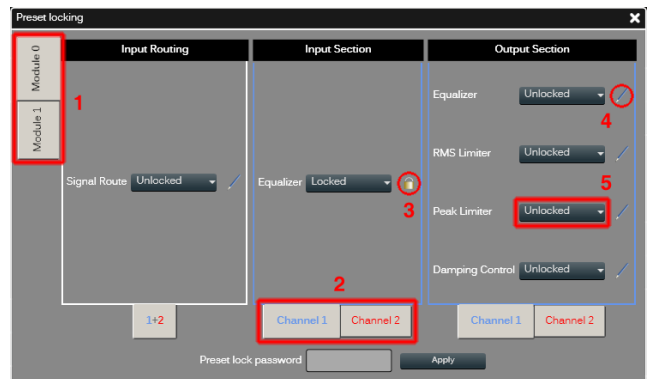 Preset locking
Module 0
Module 1
1
Input Routing
Signal Route Unlocked
1+2
Input Section
Equalizer Locked
3
2
Channel 1 Channel 2
Output Section
Equalizer Unlocked
4
RMS Limiter Unlocked
5
Peak Limiter Unlocked
Damping Control Unlocked
Channel 1 Channel 2
Preset lock password Apply